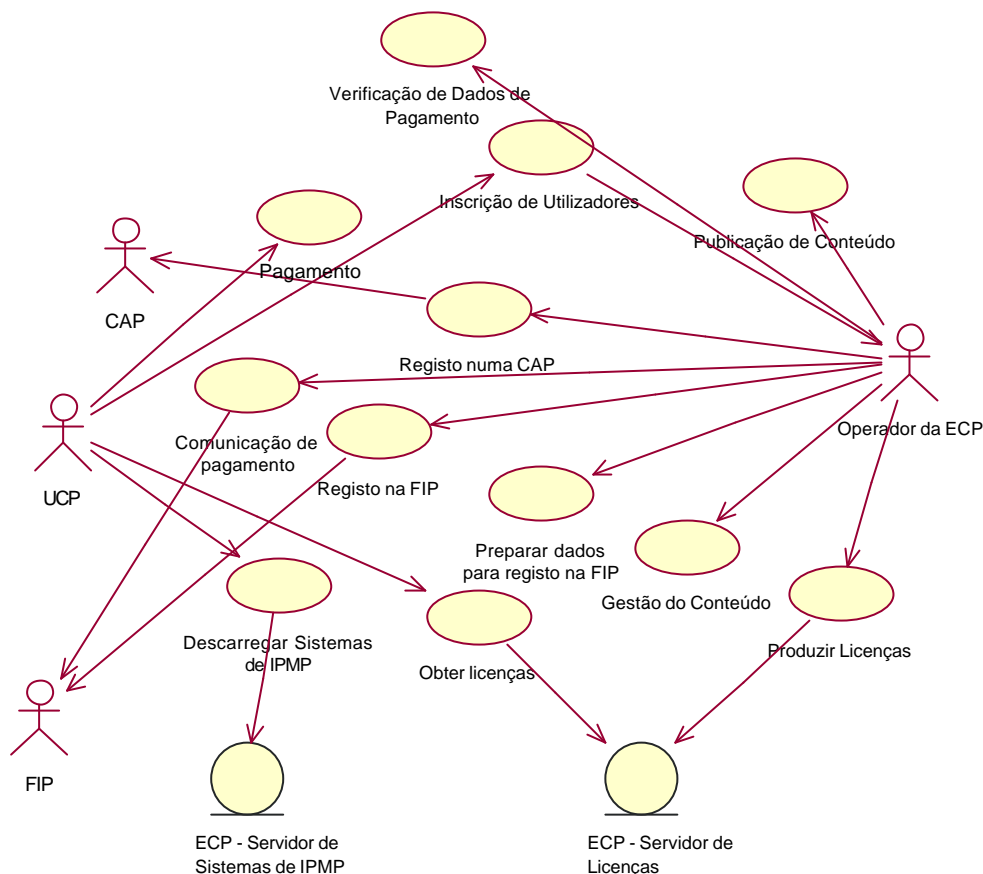 Verificação de Dados de
Pagamento
Inscrição de Utilizadores
Publicação de Conteúdo
Pagamento
CAP
Registo numa CAP
Operador da ECP
Comunicação de
pagamento
UCP
Registo na FIP
Preparar dados
para registo na FIP
Gestão do Conteúdo
Descarregar Sistemas
de IPMP
Obter licenças
Produzir Licenças
FIP
ECP - Servidor de
Sistemas de IPMP
ECP - Servidor de
Licenças